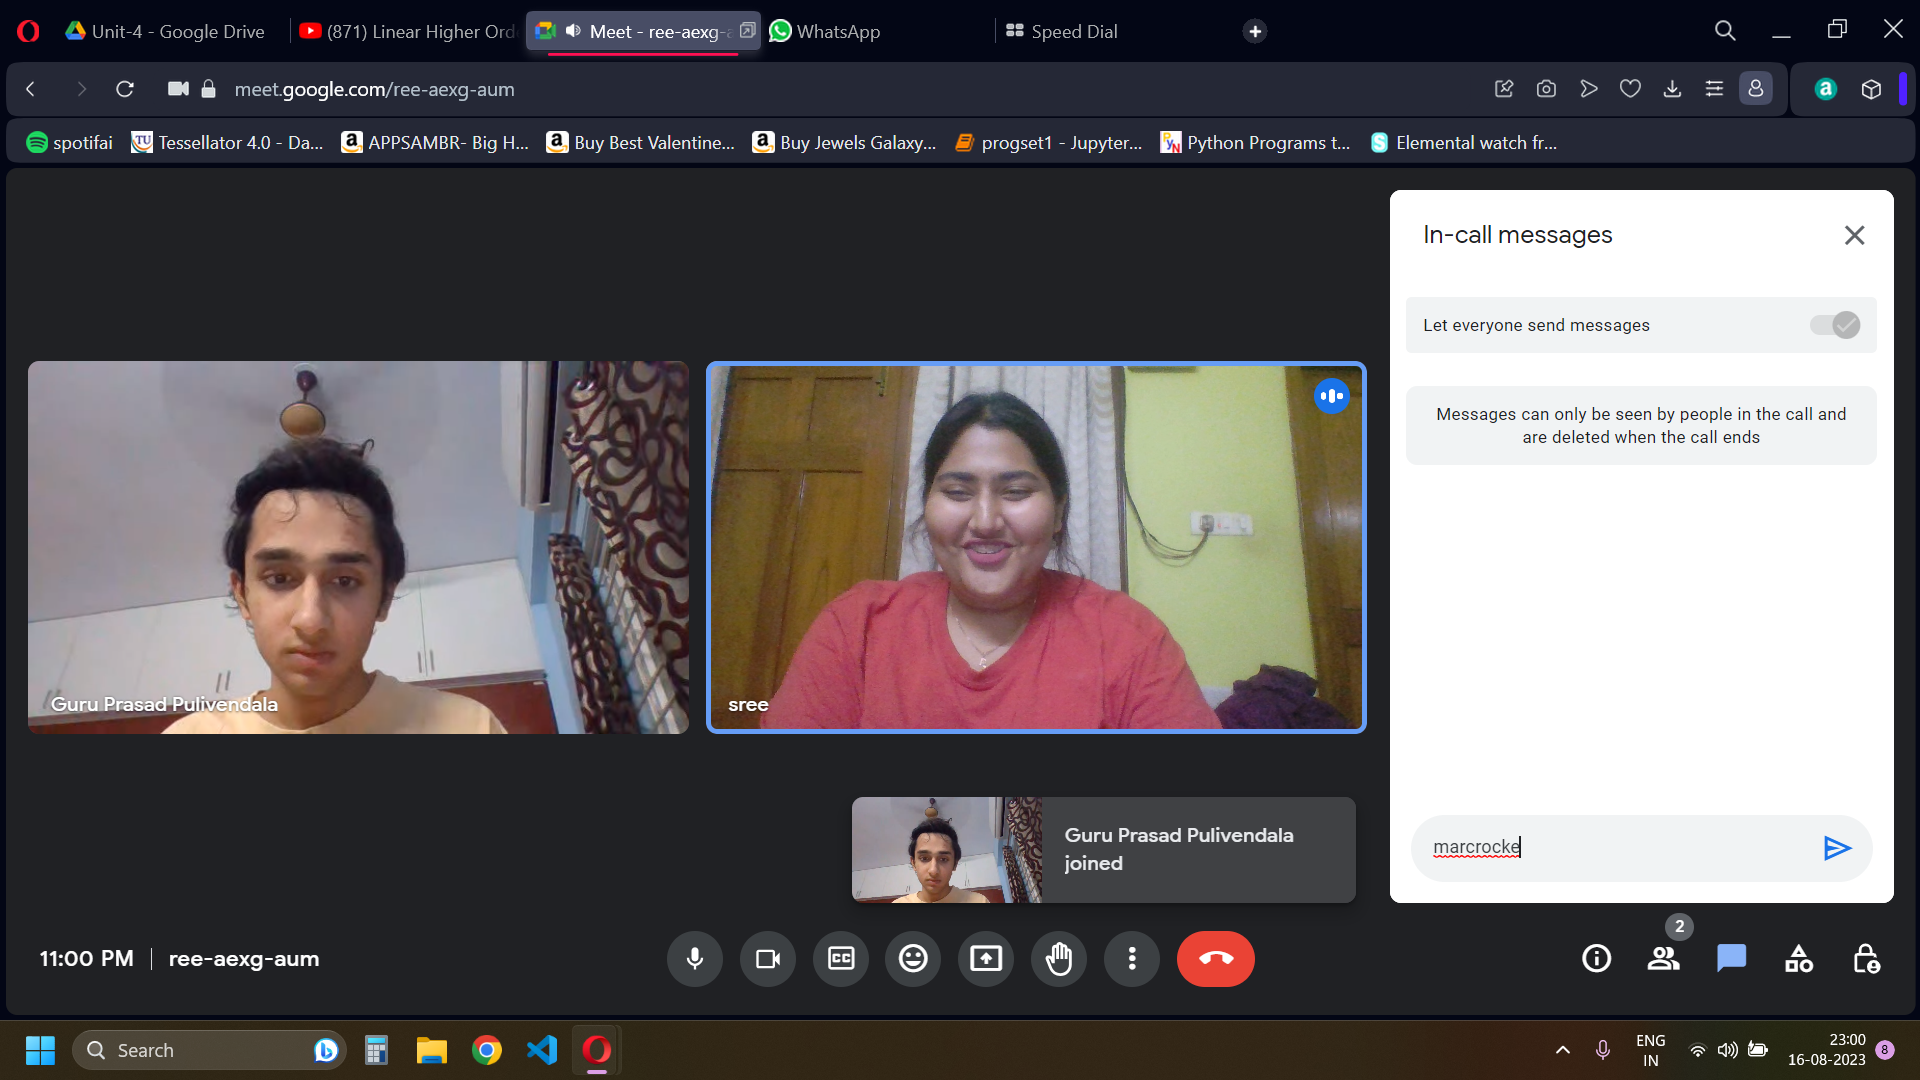 Unit-4 - Google Drive
(871) Linear Higher Ord
Meet - ree-aexg-a
WhatsApp
Speed Dial
meet.google.com/ree-aexg-aum
a
spotifai
TU
Tessellator 4.0 - Da...
a
APPSAMBR- Big H...
a
Buy Best Valentine...
a
Buy Jewels Galaxy...
progset1 - Jupyter...
Python Programs t...
S
Elemental watch fr...
In-call messages
Let everyone send messages
Messages can only be seen by people in the call and
are deleted when the call ends
Guru Prasad Pulivendala
sree
Guru Prasad Pulivendala
joined
marcrocke
11:00 PM
ree-aexg-aum
CC
2
Search
ENG
IN
23:00
16-08-2023
8